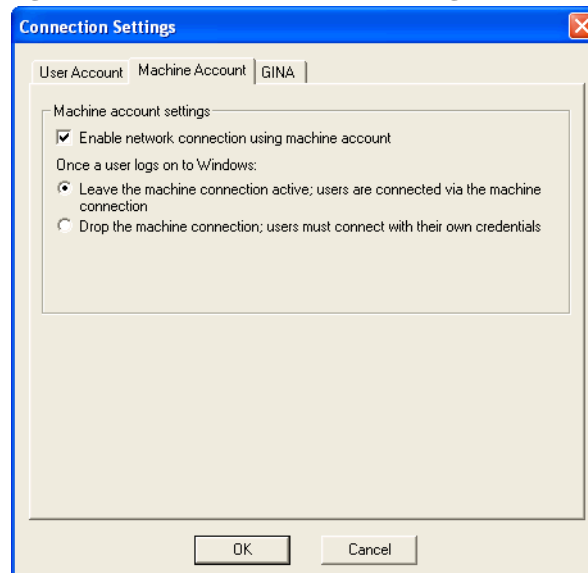 Connection Settings
User Account Machine Account GINA
Machine account settings
Enable network connection using machine account
Once a user logs on to Windows:
Leave the machine connection active; users are connected via the machine
connection
Drop the machine connection; users must connect with their own credentials
OK Cancel